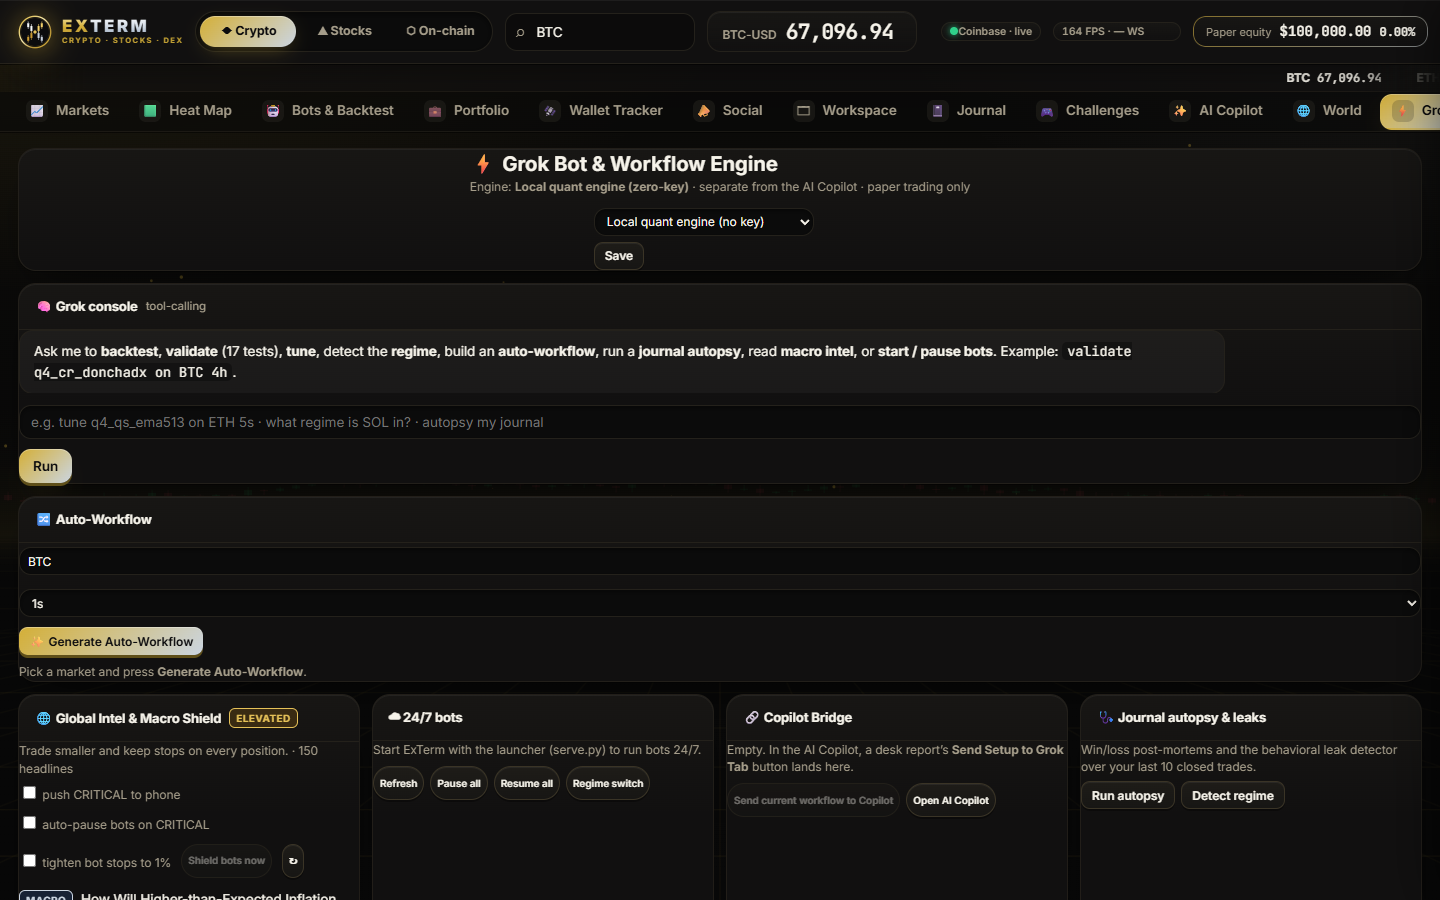 EXTERM
CRYPTO · STOCKS · DEX
Crypto
Stocks
On-chain
BTC
BTC-USD 67,096.94
Coinbase · live
164 FPS · — WS
Paper equity $100,000.00 0.00%
BTC 67,096.94
Markets
Heat Map
Bots & Backtest
Portfolio
Wallet Tracker
Social
Workspace
Journal
Challenges
AI Copilot
World
Grok Bot & Workflow Engine
Engine: Local quant engine (zero-key) · separate from the AI Copilot · paper trading only
Local quant engine (no key)
Save
Grok console tool-calling
Ask me to backtest, validate (17 tests), tune, detect the regime, build an auto-workflow, run a journal autopsy, read macro intel, or start / pause bots. Example: validate
q4_cr_donchadx on BTC 4h .
e.g. tune q4_qs_ema513 on ETH 5s · what regime is SOL in? · autopsy my journal
Run
Auto-Workflow
BTC
1s
Generate Auto-Workflow
Pick a market and press Generate Auto-Workflow.
Global Intel & Macro Shield ELEVATED
Trade smaller and keep stops on every position. · 150
headlines
push CRITICAL to phone
auto-pause bots on CRITICAL
tighten bot stops to 1% Shield bots now
MACRO How Will Higher-than-Expected Inflation
24/7 bots
Start ExTerm with the launcher (serve.py) to run bots 24/7.
Refresh Pause all Resume all Regime switch
Copilot Bridge
Empty. In the AI Copilot, a desk report’s Send Setup to Grok
Tab button lands here.
Send current workflow to Copilot Open AI Copilot
Journal autopsy & leaks
Win/loss post-mortems and the behavioral leak detector
over your last 10 closed trades.
Run autopsy Detect regime